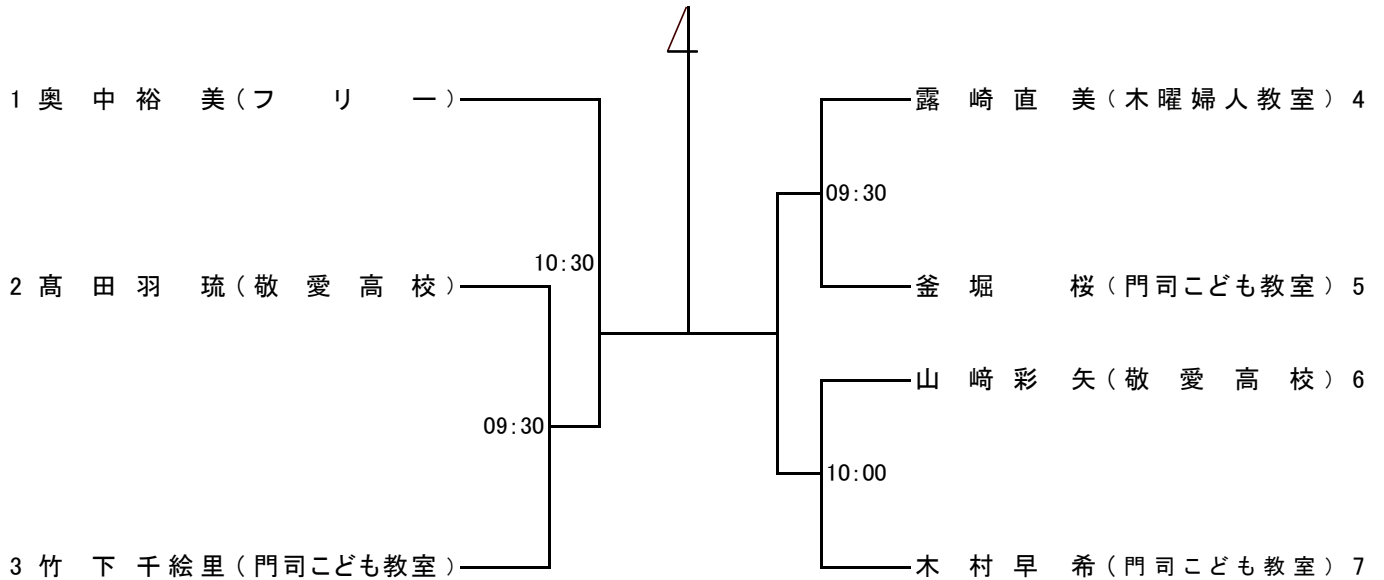 1 奥中裕美(フリー)
10:30
2 髙田羽琉(敬愛高校)
09:30
3 竹下千絵里(門司こども教室)
露崎直美(木曜婦人教室) 4
09:30
釜堀桜(門司こども教室) 5
山﨑彩矢(敬愛高校) 6
10:00
木村早希(門司こども教室) 7